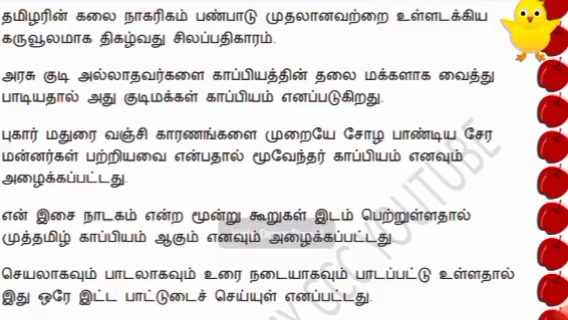 தமிழரின் கலை நாகரிகம் பண்பாடு முதலானவற்றை உள்ளடக்கிய
கருவூலமாக திகழ்வது சிலப்பதிகாரம்.
அரசு குடி அல்லாதவர்களை காப்பியத்தின் தலை மக்களாக வைத்து
பாடியதால் அது குடிமக்கள் காப்பியம் எனப்படுகிறது.
புகார் மதுரை வஞ்சி காரணங்களை முறையே சோழ பாண்டிய சேர
மன்னர்கள் பற்றியவை என்பதால் மூவேந்தர் காப்பியம் எனவும்
அழைக்கப்பட்டது.
என் இசை நாடகம் என்ற மூன்று கூறுகள் இடம் பெற்றுள்ளதால்
முத்தமிழ் காப்பியம் ஆகும் எனவும் அழைக்கப்பட்டது.
செயலாகவும் பாடலாகவும் உரை நடையாகவும் பாடப்பட்டு உள்ளதால்
இது ஒரே இட்ட பாட்டுடைச் செய்யுள் எனப்பட்டது.
CCC YOUTUBE